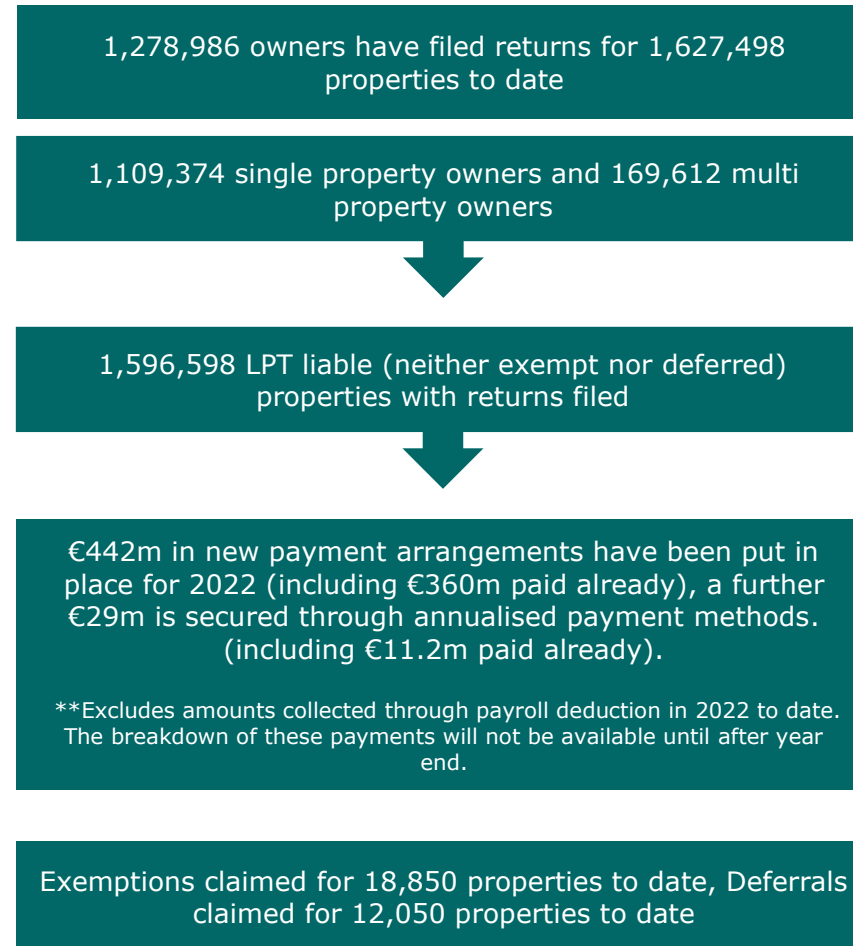 1,278,986 owners have filed returns for 1,627,498
properties to date
1,109,374 single property owners and 169,612 multi
property owners
1,596,598 LPT liable (neither exempt nor deferred)
properties with returns filed
€442m in new payment arrangements have been put in
place for 2022 (including €360m paid already), a further
€29m is secured through annualised payment methods.
(including €11.2m paid already).
**Excludes amounts collected through payroll deduction in 2022 to date.
The breakdown of these payments will not be available until after year
end.
Exemptions claimed for 18,850 properties to date, Deferrals
claimed for 12,050 properties to date